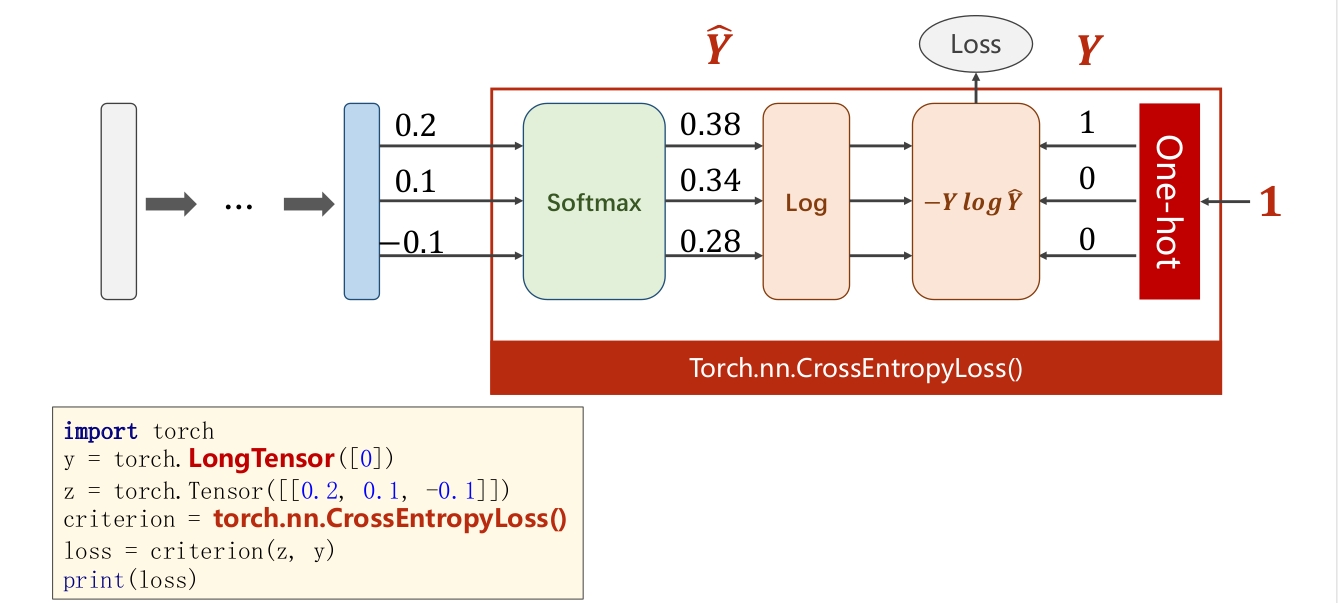 Ŷ
Loss
Y
0.2
0.1
−0.1
Softmax
0.38
0.34
0.28
Log
−Y log Ŷ
1
0
0
One-hot
1
...
Torch.nn.CrossEntropyLoss()
import torch
y = torch.LongTensor([0])
z = torch.Tensor([[0.2, 0.1, -0.1]])
criterion = torch.nn.CrossEntropyLoss()
loss = criterion(z, y)
print(loss)